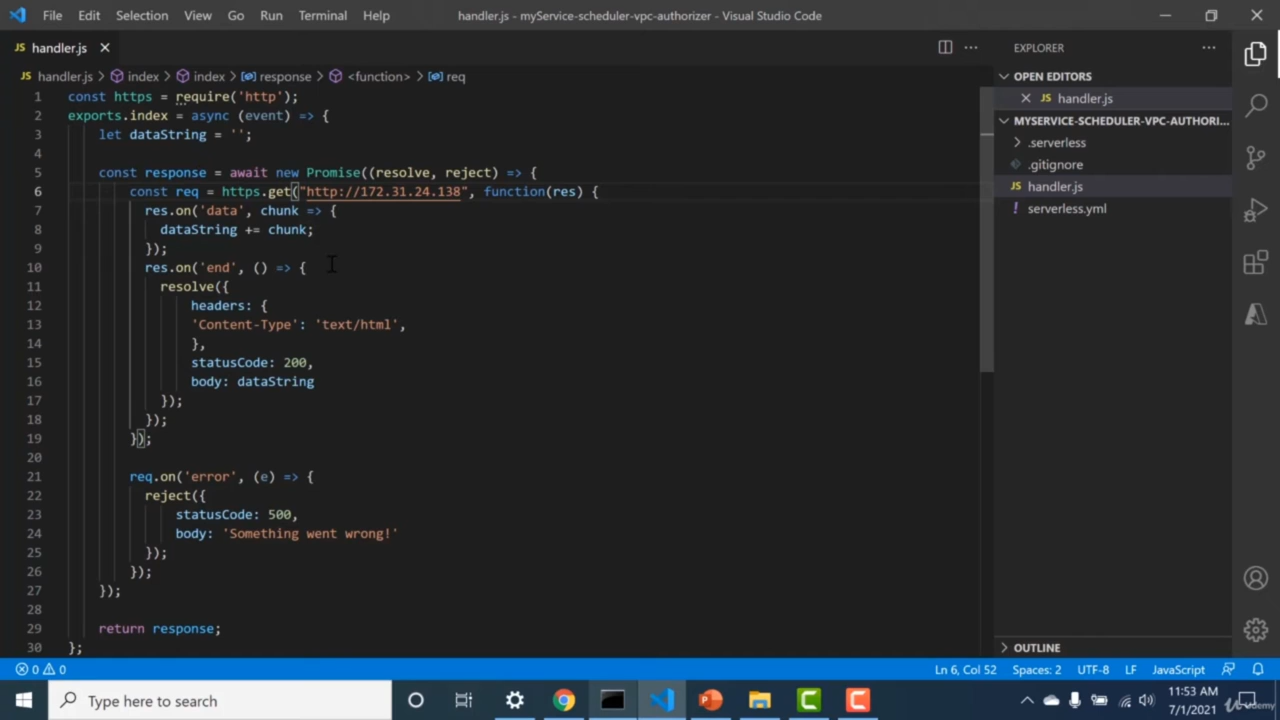 File Edit Selection View Go Run Terminal Help handler.js - myService-scheduler-vpc-authorizer - Visual Studio Code
JS handler.js
JS handler.js > index > index > response > <function> > req
1 const https = require('http');
2 exports.index = async (event) => {
3 let dataString = '';
4
5 const response = await new Promise((resolve, reject) => {
6 const req = https.get("http://172.31.24.138", function(res) {
7 res.on('data', chunk => {
8 dataString += chunk;
9 });
10 res.on('end', () => {
11 resolve({
12 headers: {
13 'Content-Type': 'text/html',
14 },
15 statusCode: 200,
16 body: dataString
17 });
18 });
19 });
20
21 req.on('error', (e) => {
22 reject({
23 statusCode: 500,
24 body: 'Something went wrong!'
25 });
26 });
27 });
28
29 return response;
30 };
EXPLORER
OPEN EDITORS
JS handler.js
MYSERVICE-SCHEDULER-VPC-AUTHORI...
.serverless
.gitignore
JS handler.js
! serverless.yml
OUTLINE
0 0 Ln 6, Col 52 Spaces: 2 UTF-8 LF JavaScript
Type here to search
11:53 AM
7/1/2021
Udemy